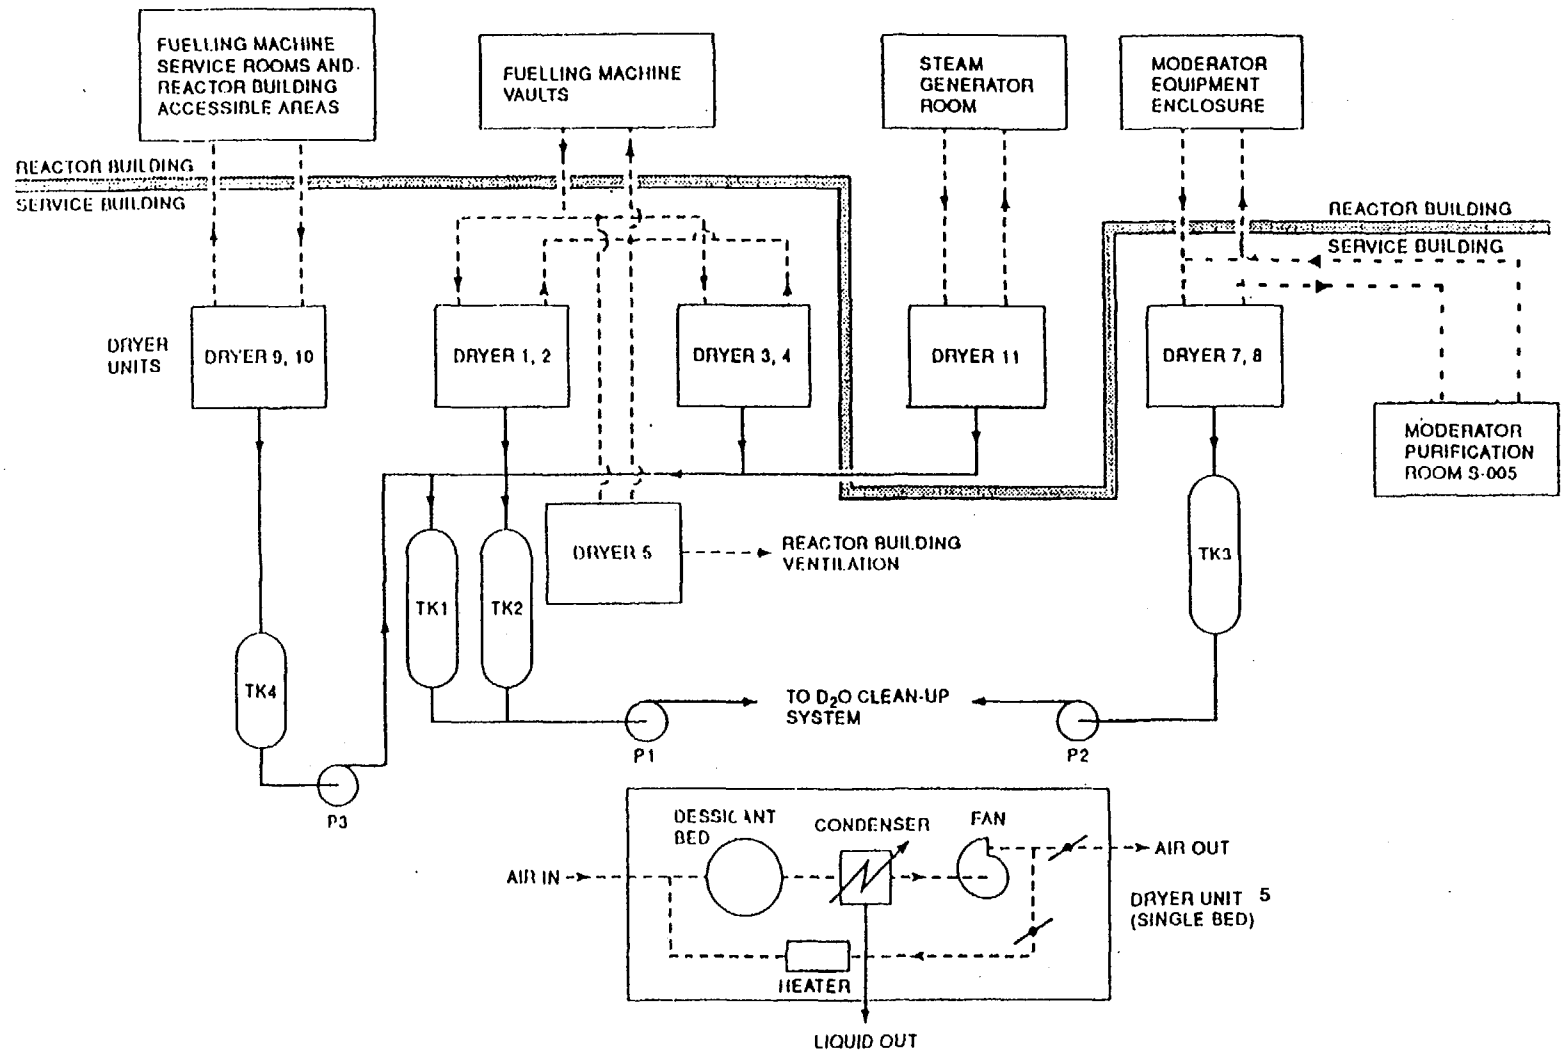 FUELLING MACHINE
SERVICE ROOMS AND
REACTOR BUILDING
ACCESSIBLE AREAS
FUELLING MACHINE
VAULTS
STEAM
GENERATOR
ROOM
MODERATOR
EQUIPMENT
ENCLOSURE
REACTOR BUILDING
SERVICE BUILDING
REACTOR BUILDING
SERVICE BUILDING
DRYER
UNITS
DRYER 9, 10
DRYER 1, 2
DRYER 3, 4
DRYER 11
DRYER 7, 8
MODERATOR
PURIFICATION
ROOM S-005
DRYER 5
REACTOR BUILDING
VENTILATION
TK1
TK2
TK3
TK4
TO D₂O CLEAN-UP
SYSTEM
P1
P2
P3
DESSICANT
BED
CONDENSER
FAN
AIR IN
AIR OUT
DRYER UNIT 5
(SINGLE BED)
HEATER
LIQUID OUT